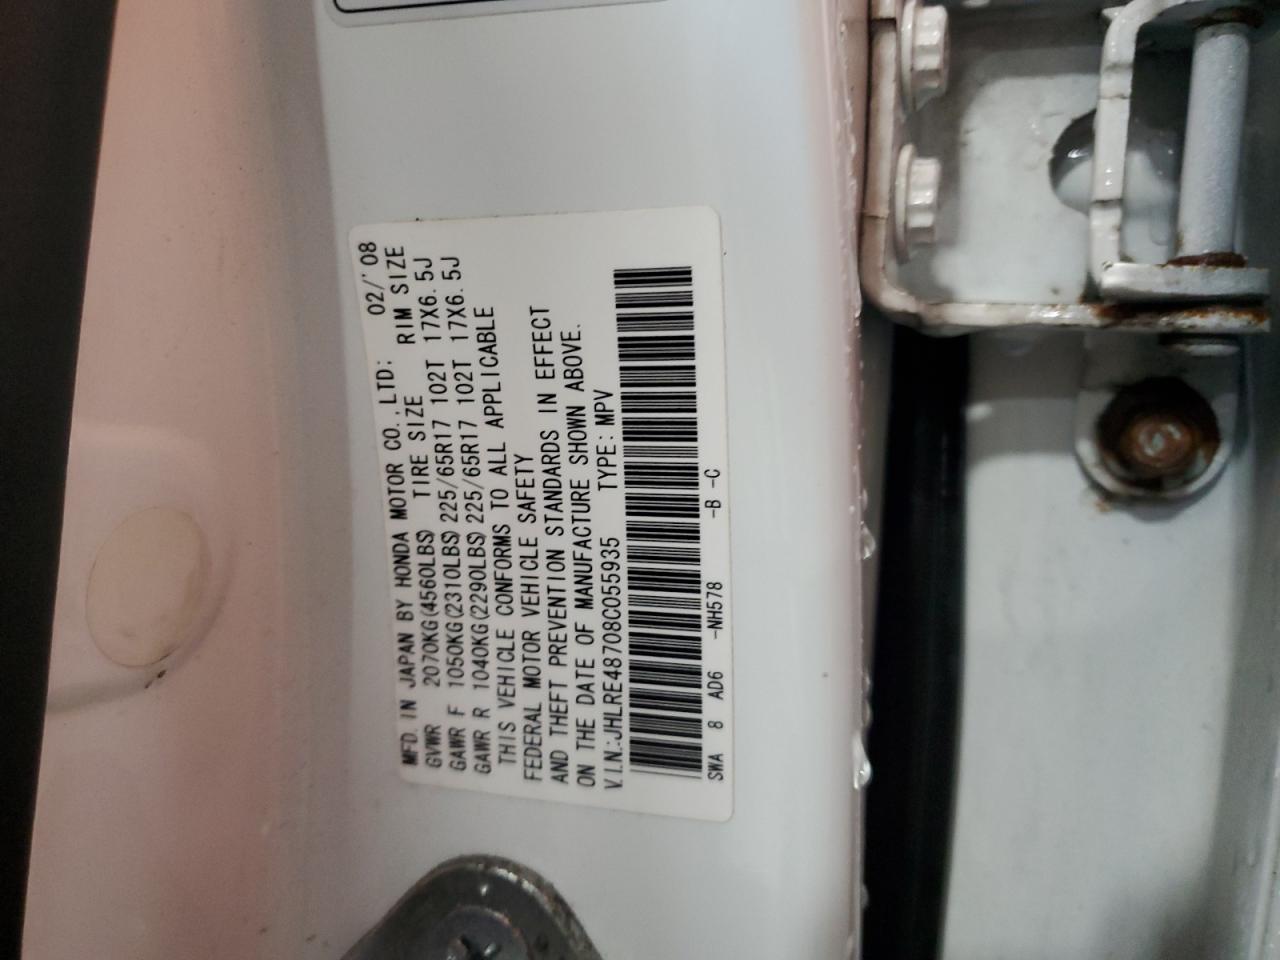 MFD. IN JAPAN BY HONDA MOTOR CO.,LTD: 02/'08
GVWR 2070KG(4560LBS) TIRE SIZE RIM SIZE
GAWR F 1050KG(2310LBS) 225/65R17 102T 17X6.5J
GAWR R 1040KG(2290LBS) 225/65R17 102T 17X6.5J
THIS VEHICLE CONFORMS TO ALL APPLICABLE
FEDERAL MOTOR VEHICLE SAFETY
AND THEFT PREVENTION STANDARDS IN EFFECT
ON THE DATE OF MANUFACTURE SHOWN ABOVE.
V.I.N.:JHLRE48708C055935 TYPE: MPV
SWA 8 AD6 -NH578 -B -C